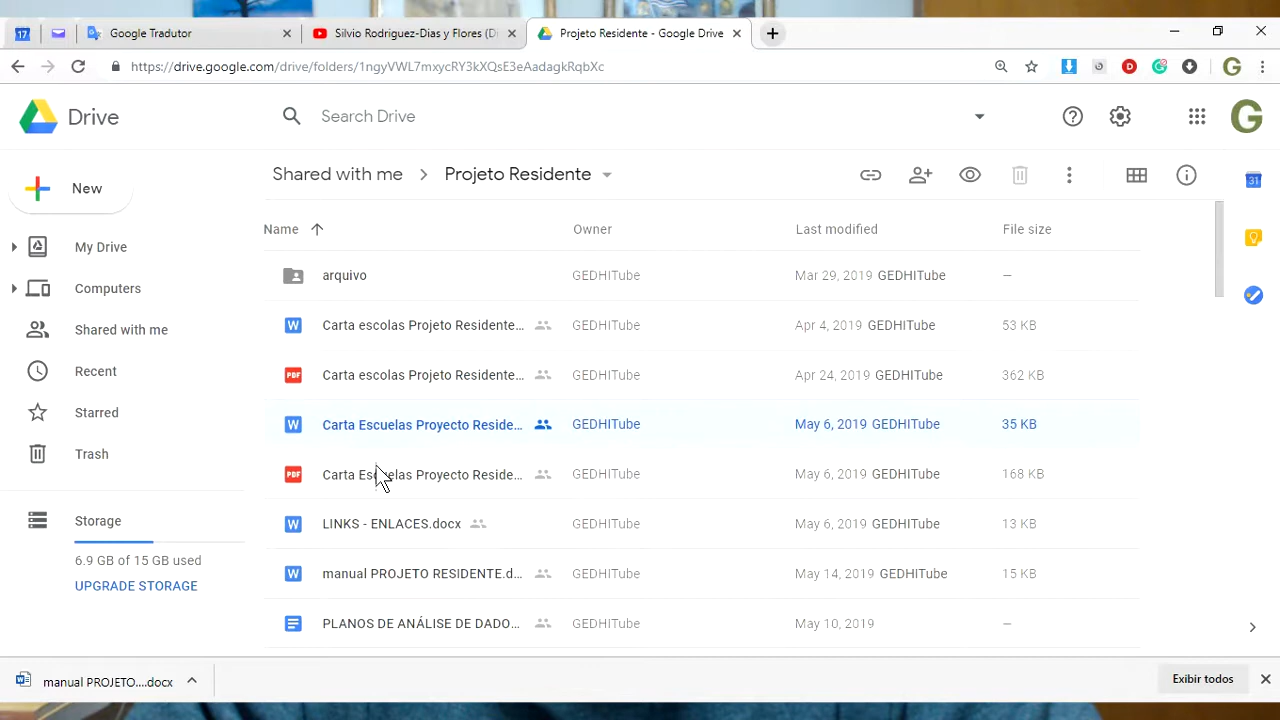 Google Tradutor
Silvio Rodriguez-Dias y Flores (D
Projeto Residente - Google Drive
https://drive.google.com/drive/folders/1ngyVWL7mxycRY3kXQsE3eAadagkRqbXc
Drive
Search Drive
G
New
Shared with me > Projeto Residente
My Drive
Computers
Shared with me
Recent
Starred
Trash
Storage
6.9 GB of 15 GB used
UPGRADE STORAGE
Name Owner Last modified File size
arquivo GEDHITube Mar 29, 2019 GEDHITube –
W Carta escolas Projeto Residente... GEDHITube Apr 4, 2019 GEDHITube 53 KB
PDF Carta escolas Projeto Residente... GEDHITube Apr 24, 2019 GEDHITube 362 KB
W Carta Escuelas Proyecto Reside... GEDHITube May 6, 2019 GEDHITube 35 KB
PDF Carta Escuelas Proyecto Reside... GEDHITube May 6, 2019 GEDHITube 168 KB
W LINKS - ENLACES.docx GEDHITube May 6, 2019 GEDHITube 13 KB
W manual PROJETO RESIDENTE.d... GEDHITube May 14, 2019 GEDHITube 15 KB
PLANOS DE ANÁLISE DE DADO... GEDHITube May 10, 2019 –
manual PROJETO....docx
Exibir todos